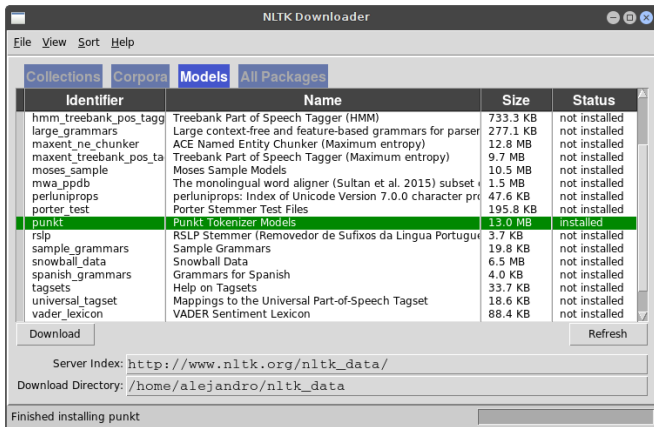 NLTK Downloader
File View Sort Help
Collections Corpora Models All Packages
Identifier Name Size Status
hmm_treebank_pos_tagg Treebank Part of Speech Tagger (HMM) 733.3 KB not installed
large_grammars Large context-free and feature-based grammars for parser 277.1 KB not installed
maxent_ne_chunker ACE Named Entity Chunker (Maximum entropy) 12.8 MB not installed
maxent_treebank_pos_ta Treebank Part of Speech Tagger (Maximum entropy) 9.7 MB not installed
moses_sample Moses Sample Models 10.5 MB not installed
mwa_ppdb The monolingual word aligner (Sultan et al. 2015) subset 1.5 MB not installed
perluniprops perluniprops: Index of Unicode Version 7.0.0 character pro 47.6 KB not installed
porter_test Porter Stemmer Test Files 195.8 KB not installed
punkt Punkt Tokenizer Models 13.0 MB installed
rslp RSLP Stemmer (Removedor de Sufixos da Lingua Portugue 3.7 KB not installed
sample_grammars Sample Grammars 19.8 KB not installed
snowball_data Snowball Data 6.5 MB not installed
spanish_grammars Grammars for Spanish 4.0 KB not installed
tagsets Help on Tagsets 33.7 KB not installed
universal_tagset Mappings to the Universal Part-of-Speech Tagset 18.6 KB not installed
vader_lexicon VADER Sentiment Lexicon 88.4 KB not installed
Download Refresh
Server Index: http://www.nltk.org/nltk_data/
Download Directory: /home/alejandro/nltk_data
Finished installing punkt